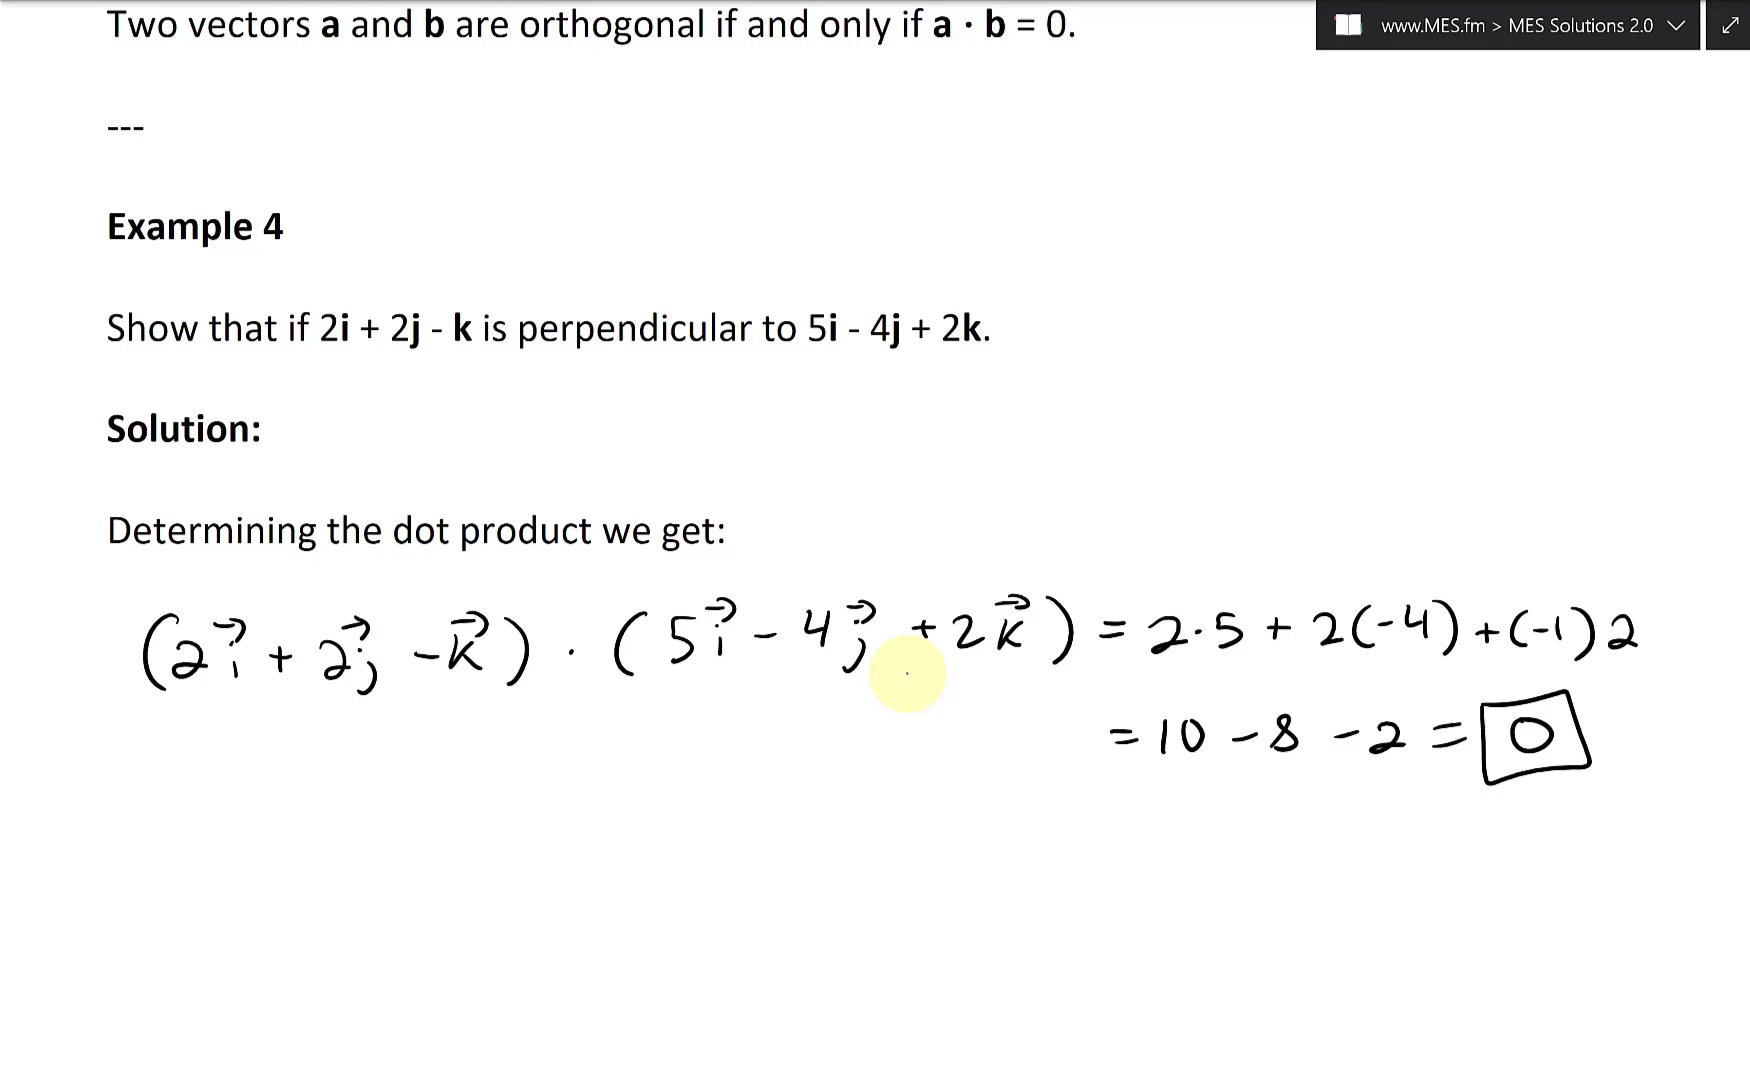 Two vectors a and b are orthogonal if and only if a · b = 0.
www.MES.fm > MES Solutions 2.0
---
Example 4
Show that if 2i + 2j - k is perpendicular to 5i - 4j + 2k.
Solution:
Determining the dot product we get:
(2i⃗ + 2j⃗ - k⃗) · (5i⃗ - 4j⃗ + 2k⃗) = 2·5 + 2(-4) + (-1)2
= 10 - 8 - 2 = 0